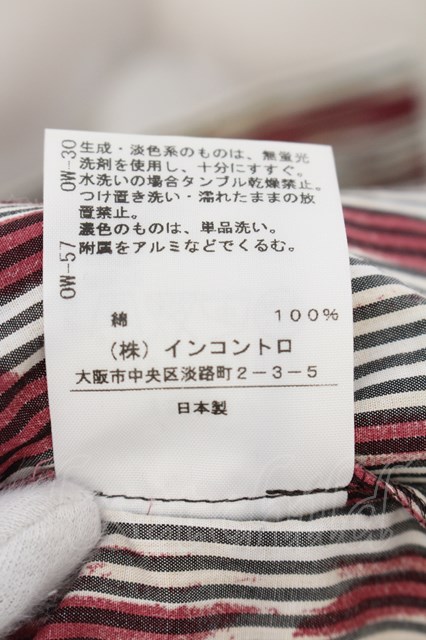 OW-30
OW-57
生成・淡色系のものは、無蛍光
洗剤を使用し、十分にすすぐ。
水洗いの場合タンブル乾燥禁止。
つけ置き洗い・濡れたままの放
置禁止。
濃色のものは、単品洗い。
附属をアルミなどでくるむ。
綿 100%
（株）インコントロ
大阪市中央区淡路町2-3-5
日本製